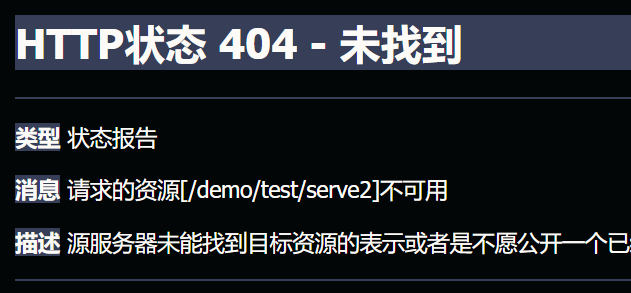 HTTP状态 404 - 未找到
类型 状态报告
消息 请求的资源[/demo/test/serve2]不可用
描述 源服务器未能找到目标资源的表示或者是不愿公开一个已